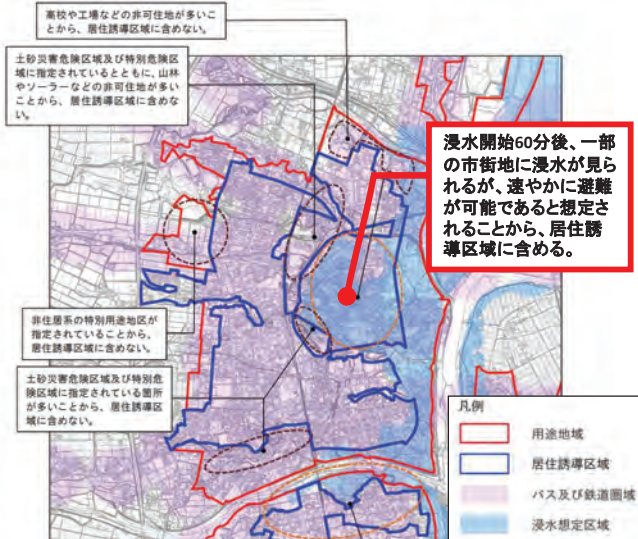 高校や工場などの非可住地が多いこ
とから、居住誘導区域に含めない。
土砂災害危険区域及び特別危険区
域に指定されているとともに、山林
やソーラーなどの非可住地が多い
ことから、居住誘導区域に含めな
い。
浸水開始60分後、一部
の市街地に浸水が見ら
れるが、速やかに避難
が可能であると想定さ
れることから、居住誘
導区域に含める。
非住居系の特別用途地区が
指定されていることから、
居住誘導区域に含めない。
土砂災害危険区域及び特別危
険区域に指定されている箇所
が多いことから、居住誘導区
域に含めない。
凡例
用途地域
居住誘導区域
バス及び鉄道圏域
浸水想定区域